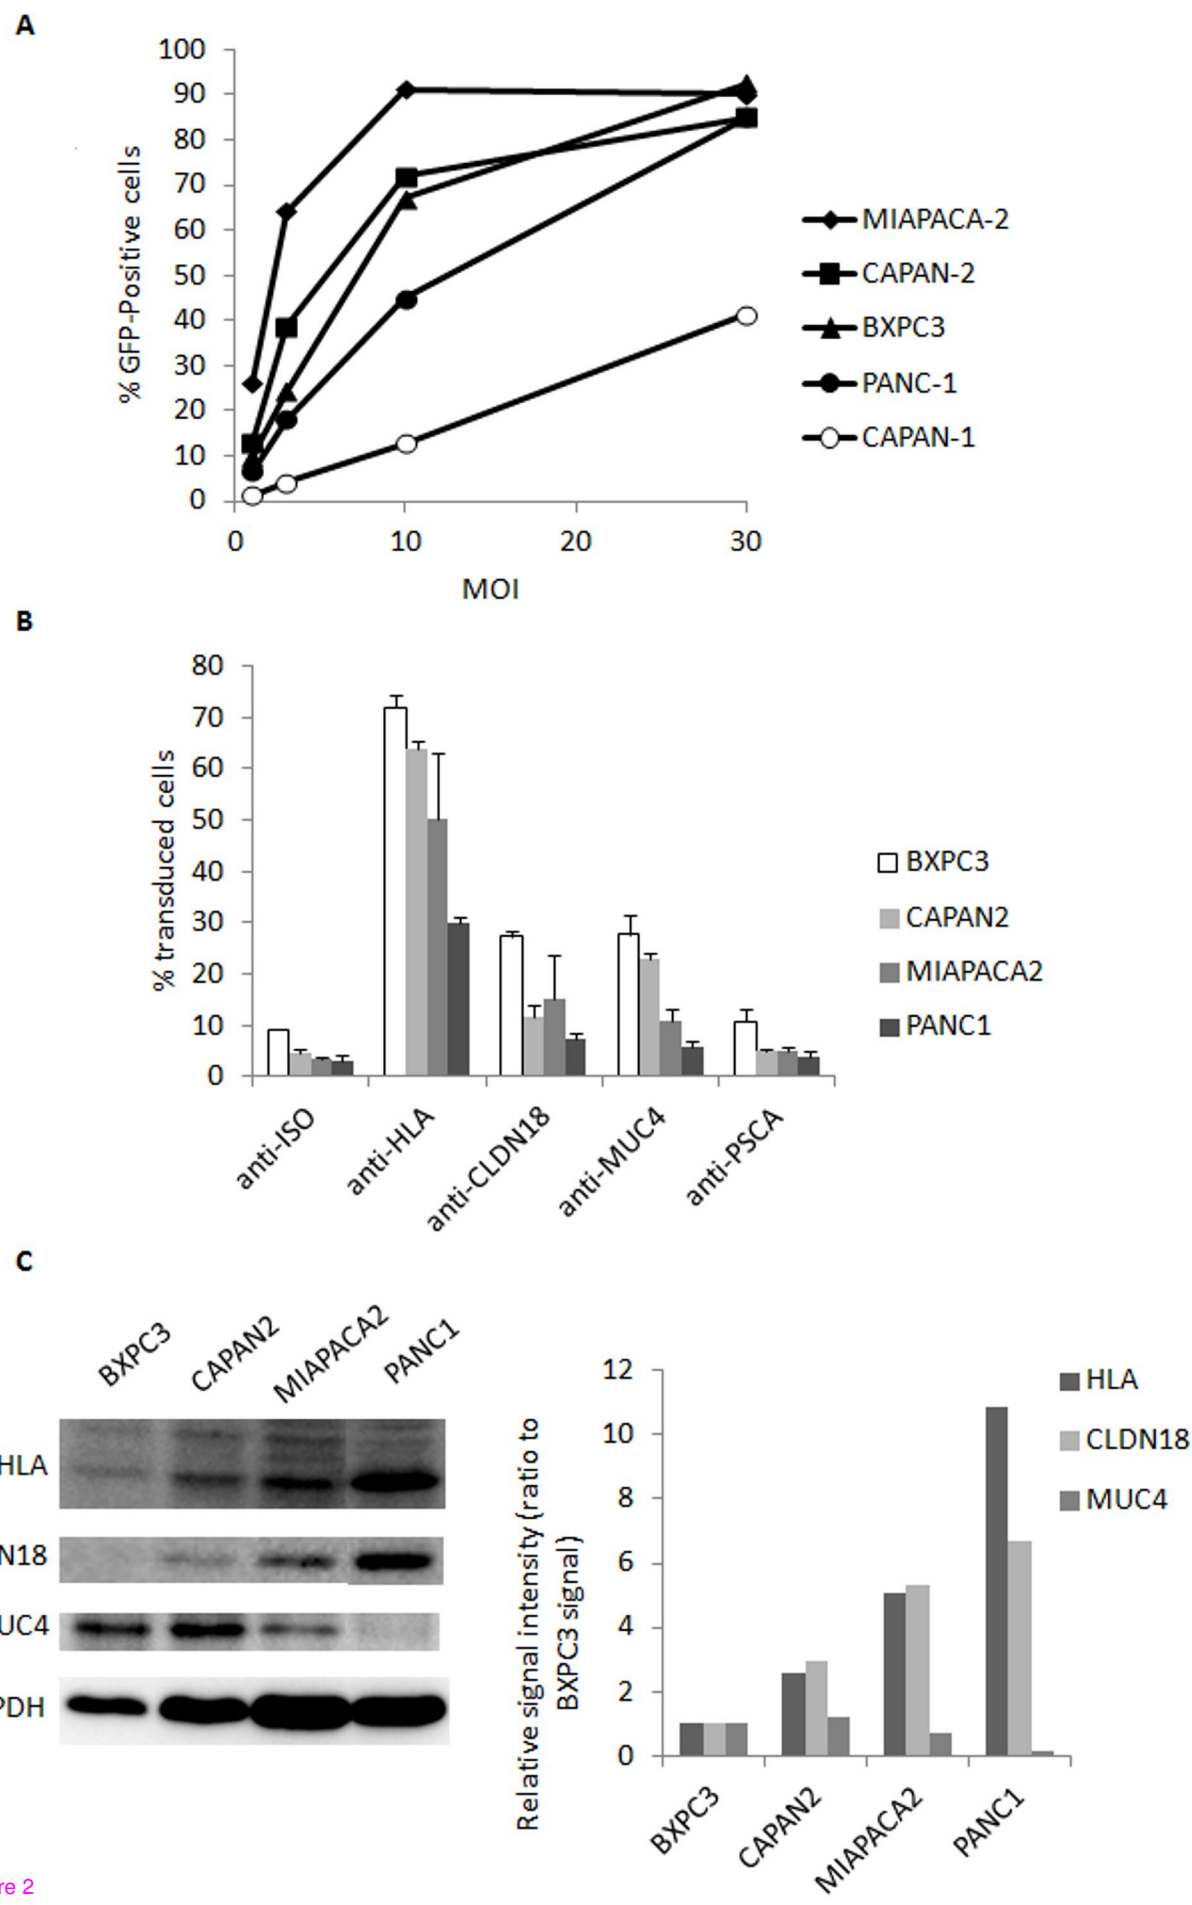 A
100
90
80
70
60
50
40
30
20
10
0
% GFP-Positive cells
0 10 20 30
MOI
MIAPACA-2
CAPAN-2
BXPC3
PANC-1
CAPAN-1
B
80
70
60
50
40
30
20
10
0
% transduced cells
anti-ISO
anti-HLA
anti-CLDN18
anti-MUC4
anti-PSCA
BXPC3
CAPAN2
MIAPACA2
PANC1
C
BXPC3
CAPAN2
MIAPACA2
PANC1
HLA
N18
UC4
PDH
12
10
8
6
4
2
0
Relative signal intensity (ratio to
BXPC3 signal)
BXPC3
CAPAN2
MIAPACA2
PANC1
HLA
CLDN18
MUC4
re 2